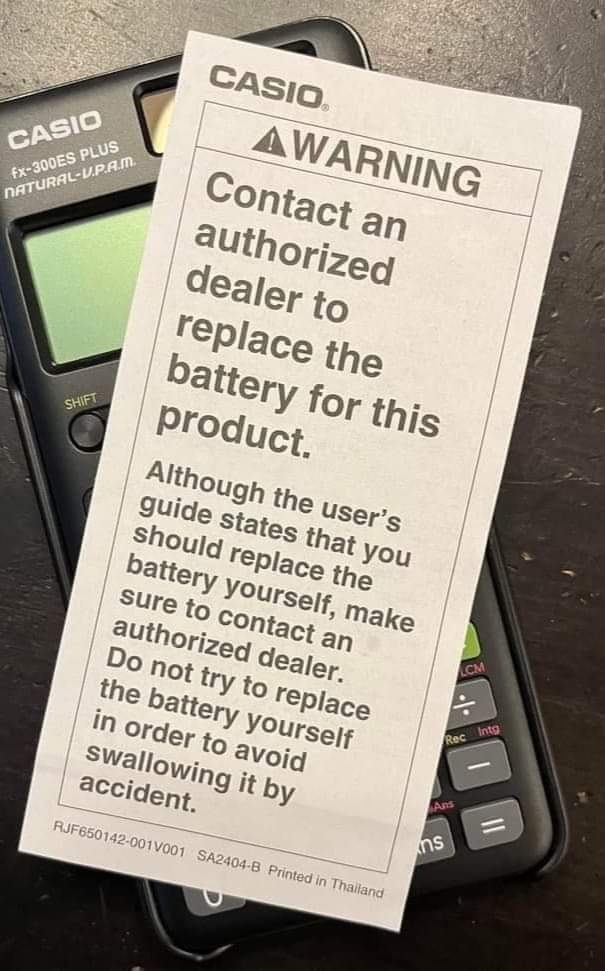 CASIO
fx-300ES PLUS
NATURAL-V.P.A.M.
SHIFT
CASIO®
⚠WARNING
Contact an
authorized
dealer to
replace the
battery for this
product.
Although the user's
guide states that you
should replace the
battery yourself, make
sure to contact an
authorized dealer.
Do not try to replace
the battery yourself
in order to avoid
swallowing it by
accident.
RJF650142-001V001 SA2404-B Printed in Thailand
LCM
÷
Rec Intg
−
Ans
=
0